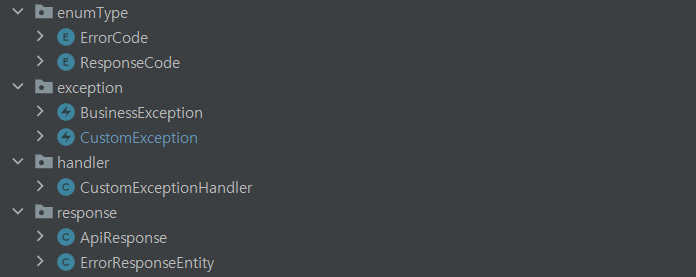 enumType
ErrorCode
ResponseCode
exception
BusinessException
CustomException
handler
CustomExceptionHandler
response
ApiResponse
ErrorResponseEntity